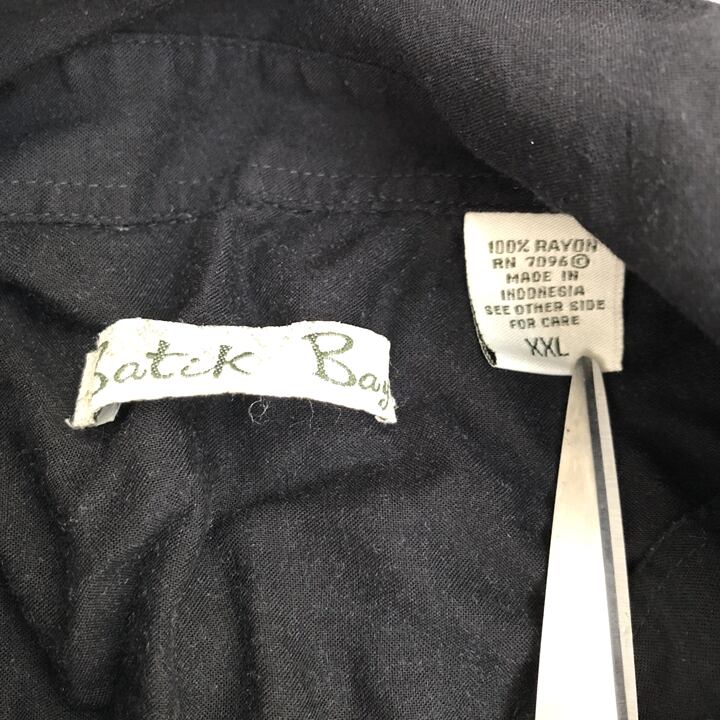 Batik Bay
100% RAYON
RN 7096©
MADE IN
INDONESIA
SEE OTHER SIDE
FOR CARE
XXL